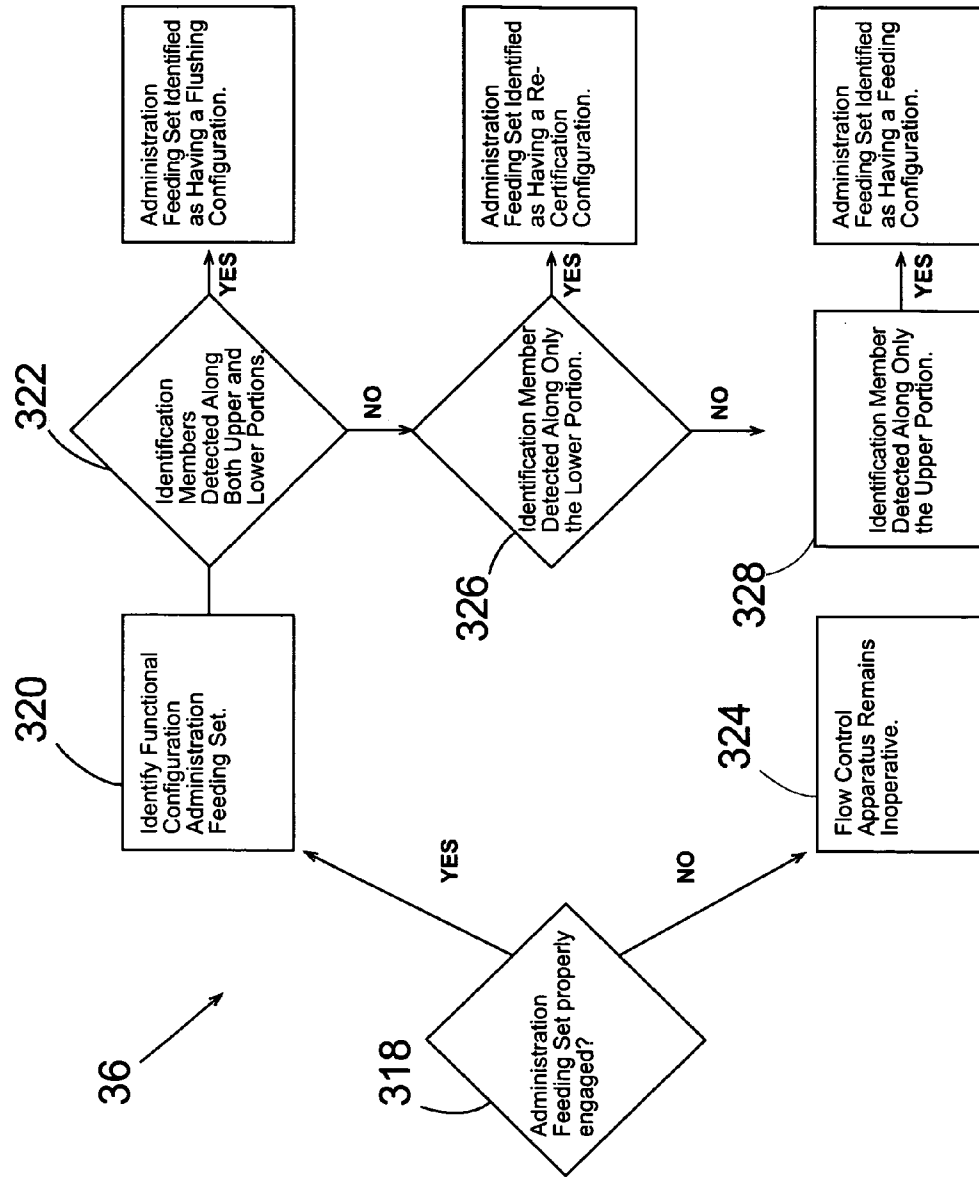 36
318
Administration
Feeding Set properly
engaged?
YES
NO
320
Identify Functional
Configuration
Administration
Feeding Set.
324
Flow Control
Apparatus Remains
Inoperative.
322
Identification
Members
Detected Along
Both Upper and
Lower Portions.
YES
NO
Administration
Feeding Set Identified
as Having a Flushing
Configuration.
326
Identification Member
Detected Along Only
the Lower Portion.
YES
NO
Administration
Feeding Set Identified
as Having a Re-
Certification
Configuration.
328
Identification Member
Detected Along Only
the Upper Portion.
YES
Administration
Feeding Set Identified
as Having a Feeding
Configuration.